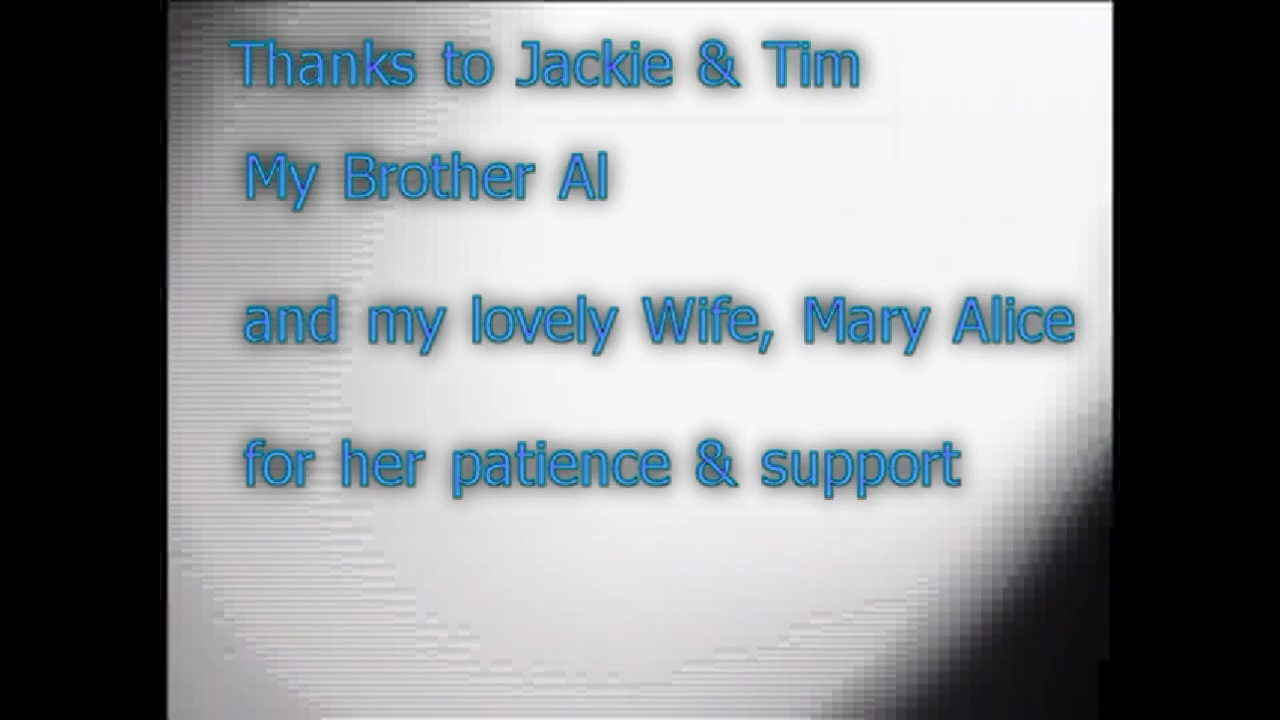 Thanks to Jackie & Tim
My Brother Al
and my lovely Wife, Mary Alice
for her patience & support